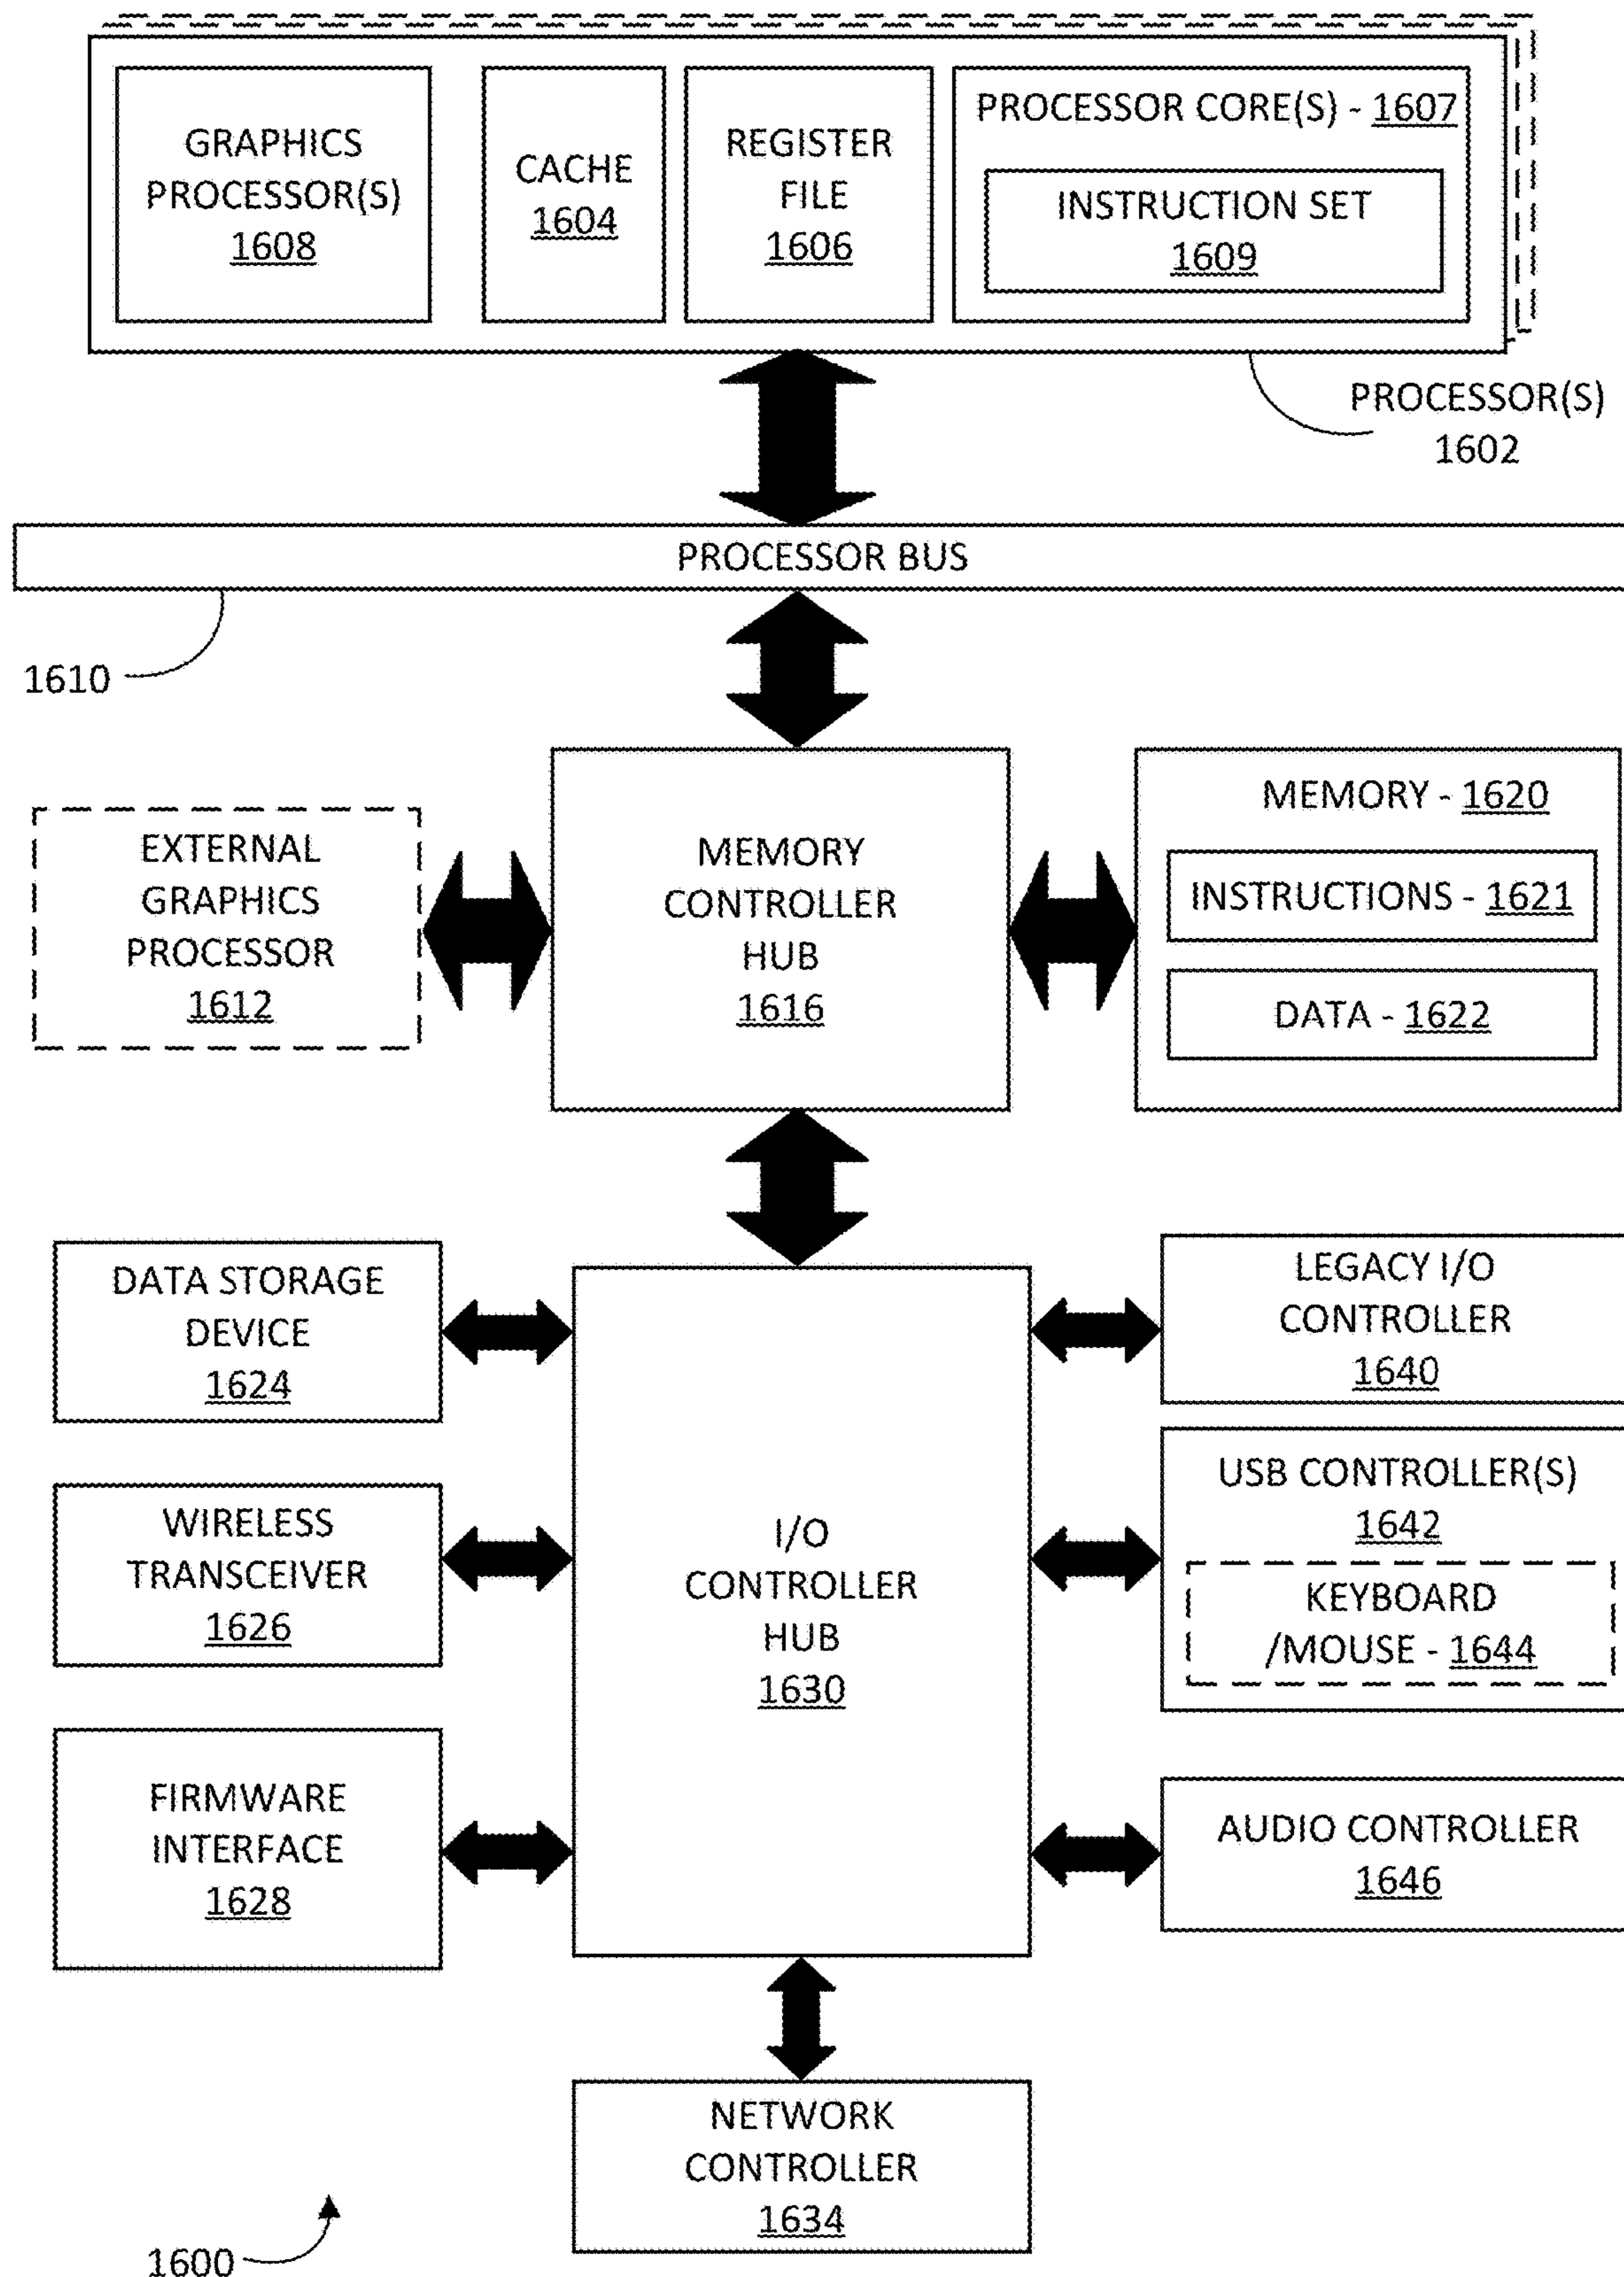 GRAPHICS
PROCESSOR(S)
1608
CACHE
1604
REGISTER
FILE
1606
PROCESSOR CORE(S) - 1607
INSTRUCTION SET
1609
PROCESSOR(S)
1602
PROCESSOR BUS
1610
EXTERNAL
GRAPHICS
PROCESSOR
1612
MEMORY
CONTROLLER
HUB
1616
MEMORY - 1620
INSTRUCTIONS - 1621
DATA - 1622
DATA STORAGE
DEVICE
1624
WIRELESS
TRANSCEIVER
1626
FIRMWARE
INTERFACE
1628
I/O
CONTROLLER
HUB
1630
LEGACY I/O
CONTROLLER
1640
USB CONTROLLER(S)
1642
KEYBOARD
/MOUSE - 1644
AUDIO CONTROLLER
1646
NETWORK
CONTROLLER
1634
1600